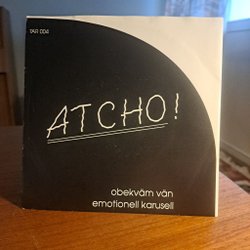 TAR 004
ATCHO!
obekväm vän
emotionell karusell